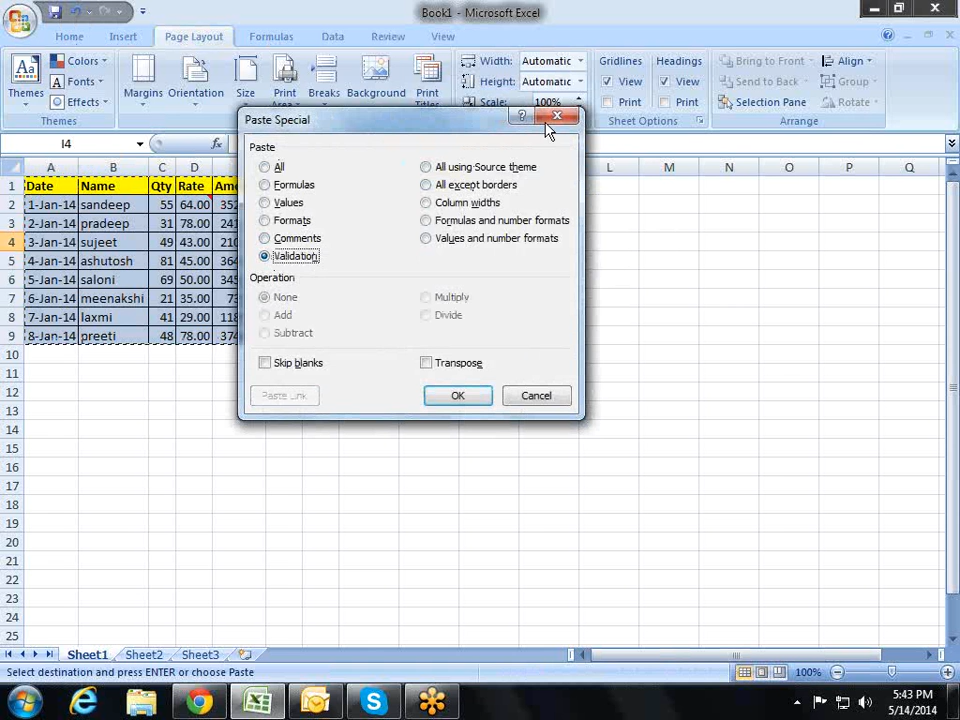 Book1 - Microsoft Excel
Home Insert Page Layout Formulas Data Review View
Themes
Colors
Fonts
Effects
Themes
Margins Orientation Size Print Area Breaks Background Print Titles
Width: Automatic
Height: Automatic
Scale: 100%
Gridlines
View
Print
Headings
View
Print
Sheet Options
Bring to Front
Send to Back
Selection Pane
Align
Group
Rotate
Arrange
I4
fx
A B C D L M N O P Q
1 Date Name Qty Rate
2 1-Jan-14 sandeep 55 64.00 352
3 2-Jan-14 pradeep 31 78.00 241
4 3-Jan-14 sujeet 49 43.00 210
5 4-Jan-14 ashutosh 81 45.00 364
6 5-Jan-14 saloni 69 50.00 345
7 6-Jan-14 meenakshi 21 35.00 73
8 7-Jan-14 laxmi 41 29.00 118
9 8-Jan-14 preeti 48 78.00 374
10
11
12
13
14
15
16
17
18
19
20
21
22
23
24
25
Paste Special
?
Paste
All
Formulas
Values
Formats
Comments
Validation
All using Source theme
All except borders
Column widths
Formulas and number formats
Values and number formats
Operation
None
Add
Subtract
Multiply
Divide
Skip blanks
Transpose
Paste Link
OK
Cancel
Sheet1 Sheet2 Sheet3
Select destination and press ENTER or choose Paste
100%
5:43 PM
5/14/2014